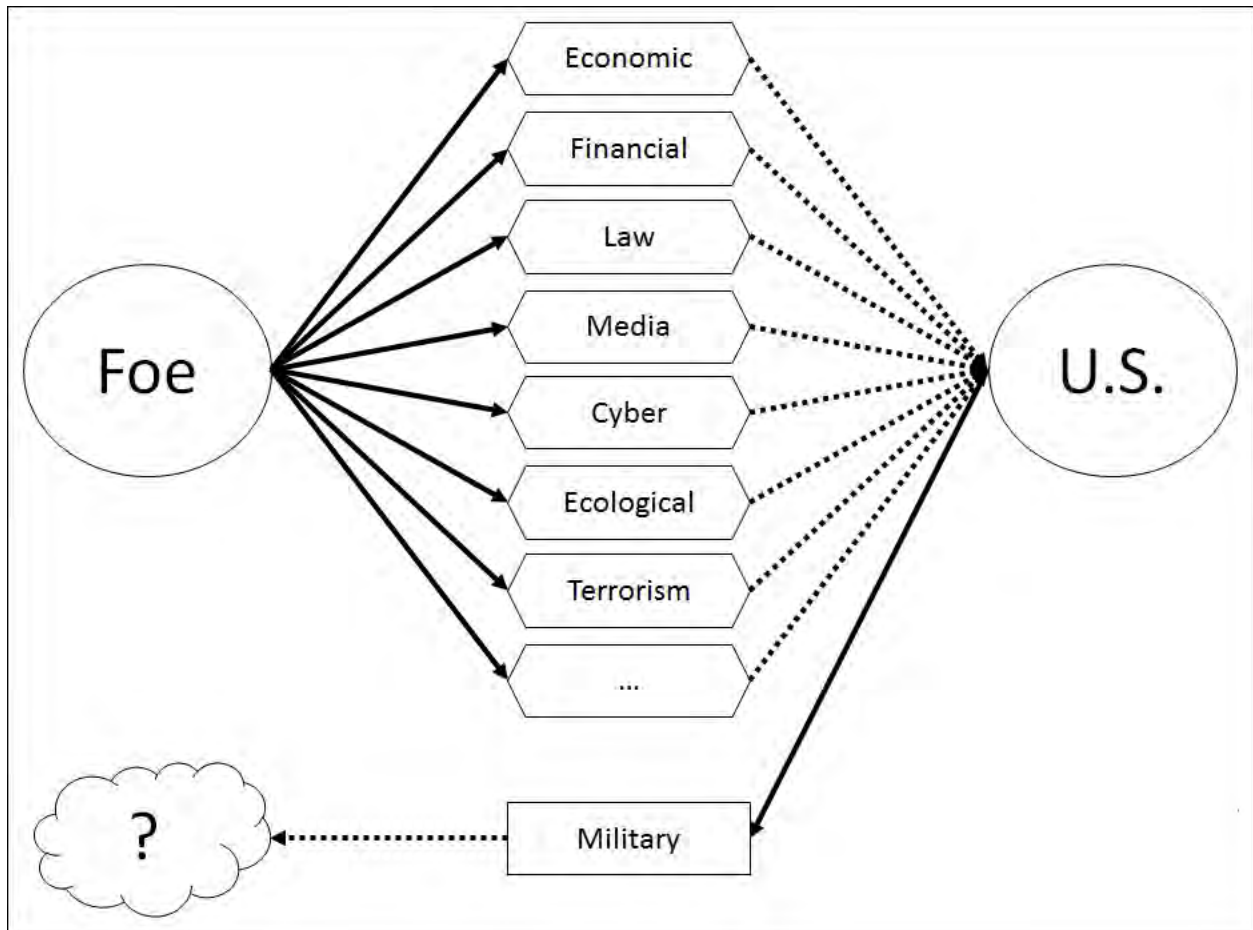 Economic
Financial
Law
Media
Foe
U.S.
Cyber
Ecological
Terrorism
...
?
Military